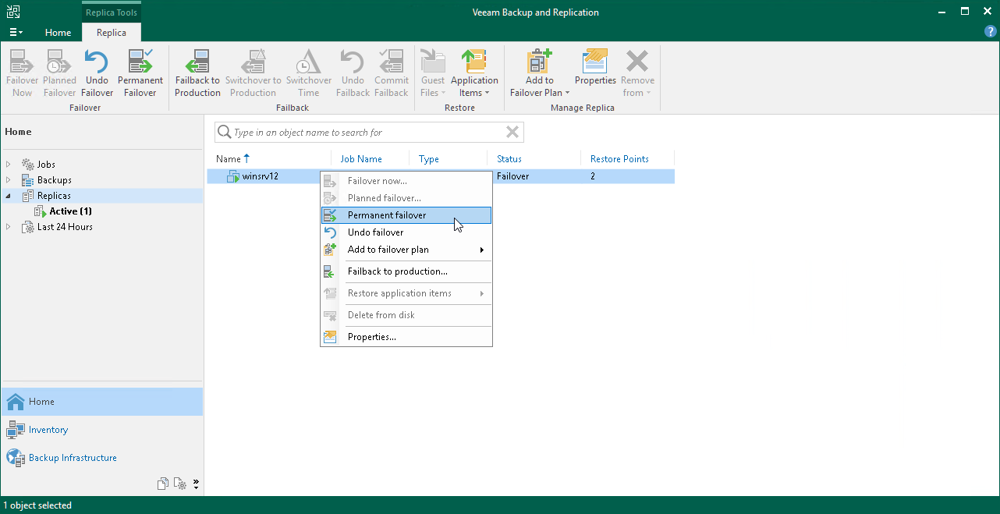 Replica Tools
Veeam Backup and Replication
Home
Replica
Failover Now
Planned Failover
Undo Failover
Permanent Failover
Failback to Production
Switchover to Production
Switchover Time
Undo Failback
Commit Failback
Guest Files
Application Items
Add to Failover Plan
Properties
Remove from
Failover
Failback
Restore
Manage Replica
Home
Type in an object name to search for
Jobs
Backups
Replicas
Active (1)
Last 24 Hours
Name
Job Name
Type
Status
Restore Points
winsrv12
Failover
2
Failover now...
Planned failover...
Permanent failover
Undo failover
Add to failover plan
Failback to production...
Restore application items
Delete from disk
Properties...
Home
Inventory
Backup Infrastructure
1 object selected